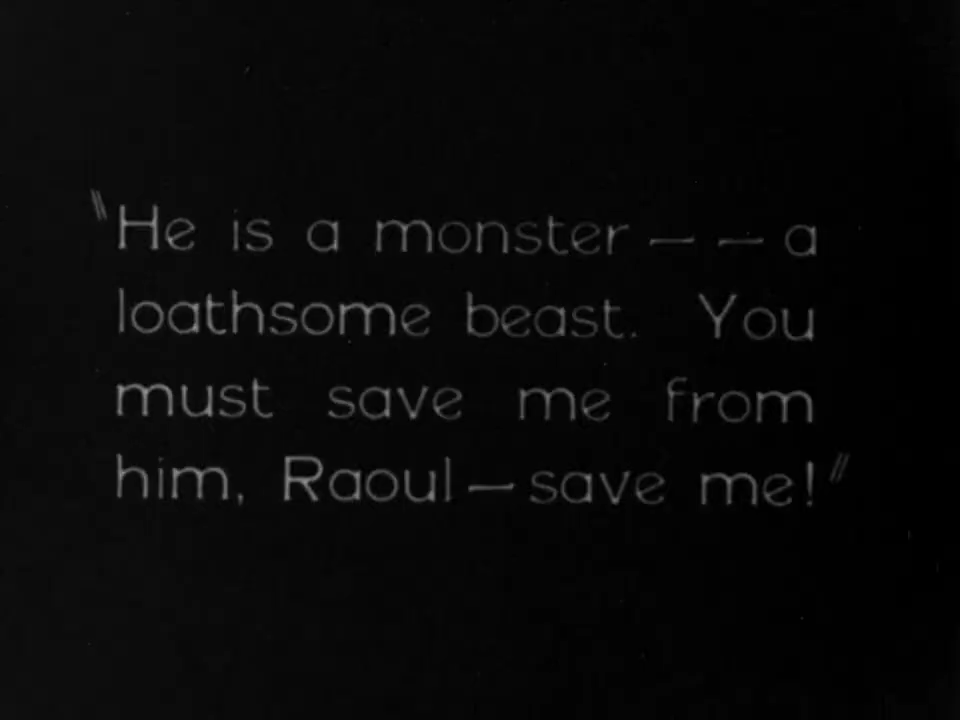 "He is a monster — — a
loathsome beast. You
must save me from
him, Raoul — save me!"